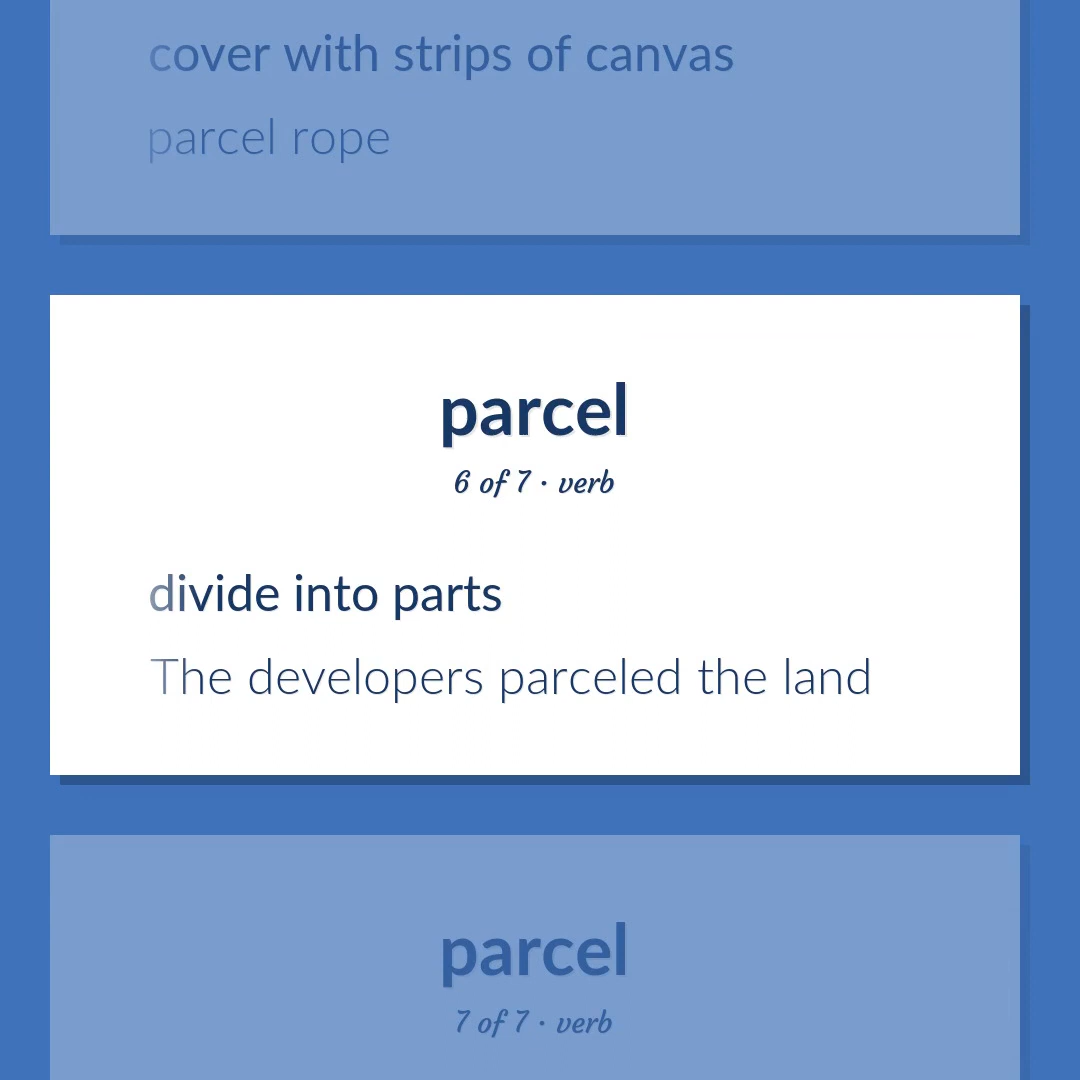 cover with strips of canvas
parcel rope
parcel
6 of 7 · verb
divide into parts
The developers parceled the land
parcel
7 of 7 · verb